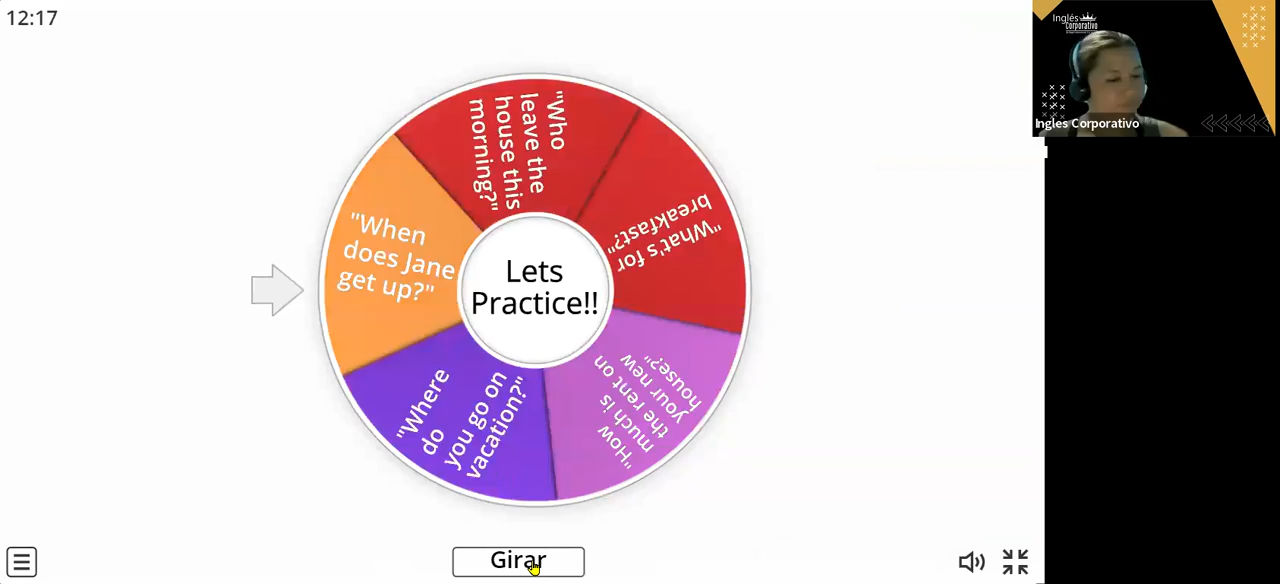 12:17
"Who
leave the
house this
morning?"
"What's for
breakfast?"
"When
does Jane
get up?"
Lets
Practice!!
"Where
do
you go on
vacation?"
"How
much is
the rent on
your new
house?"
Girar
Inglés
Corporativo
Ingles Corporativo